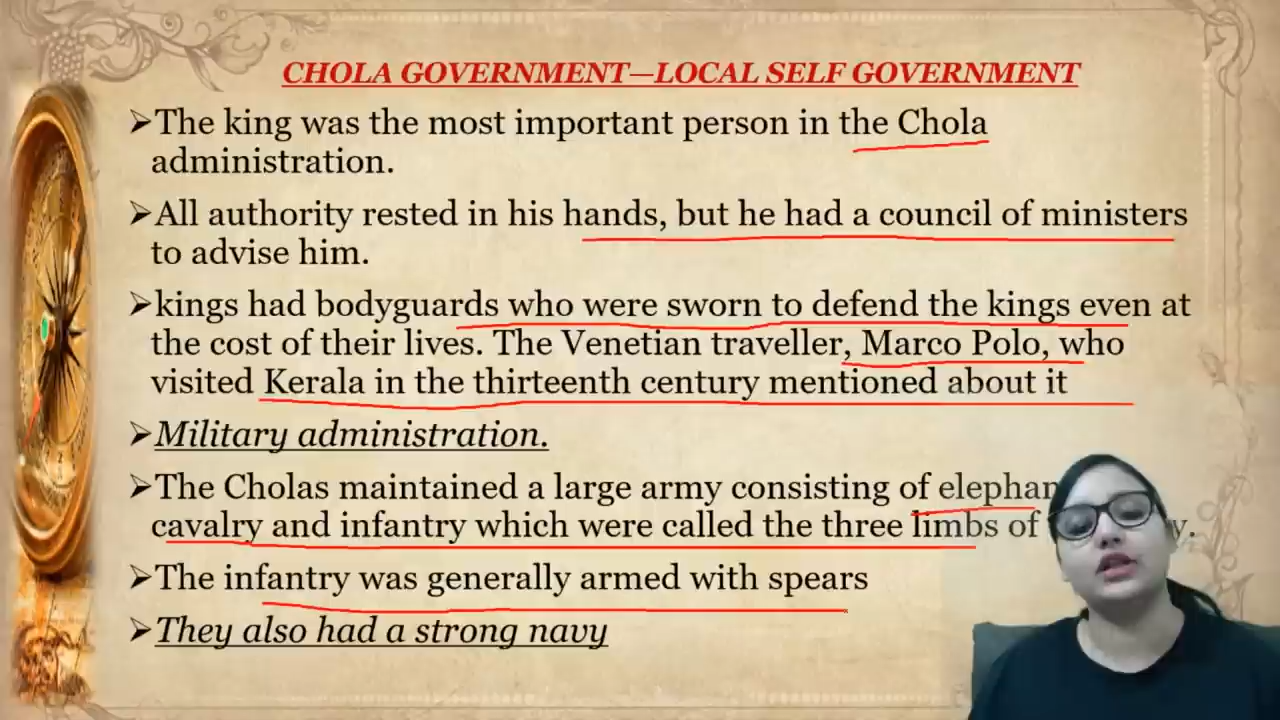 CHOLA GOVERNMENT—LOCAL SELF GOVERNMENT
➢The king was the most important person in the Chola
administration.
➢All authority rested in his hands, but he had a council of ministers
to advise him.
➢kings had bodyguards who were sworn to defend the kings even at
the cost of their lives. The Venetian traveller, Marco Polo, who
visited Kerala in the thirteenth century mentioned about it
➢Military administration.
➢The Cholas maintained a large army consisting of
cavalry and infantry which were called the three limbs of
➢The infantry was generally armed with spears
➢They also had a strong navy